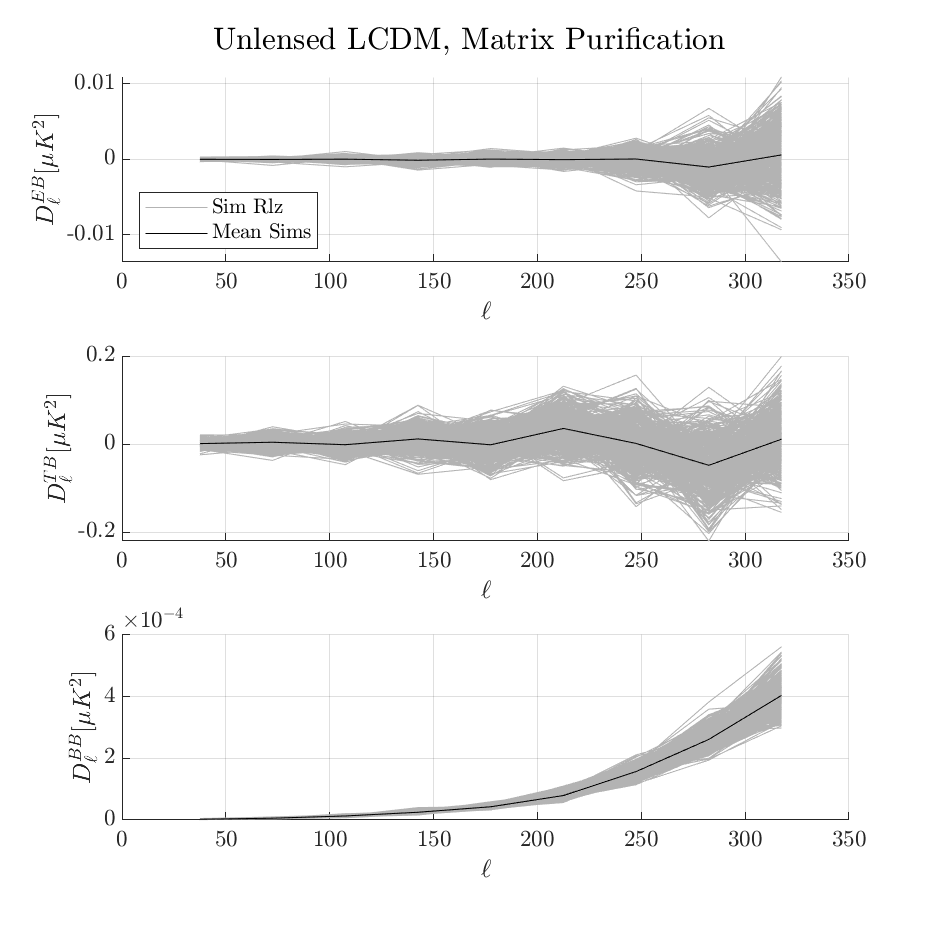 Unlensed LCDM, Matrix Purification
0.01
0
-0.01
D_ℓ^{EB}[μK^2]
Sim Rlz
Mean Sims
0 50 100 150 200 250 300 350
ℓ
0.2
0
-0.2
D_ℓ^{TB}[μK^2]
0 50 100 150 200 250 300 350
ℓ
×10^{-4}
6
4
2
0
D_ℓ^{BB}[μK^2]
0 50 100 150 200 250 300 350
ℓ